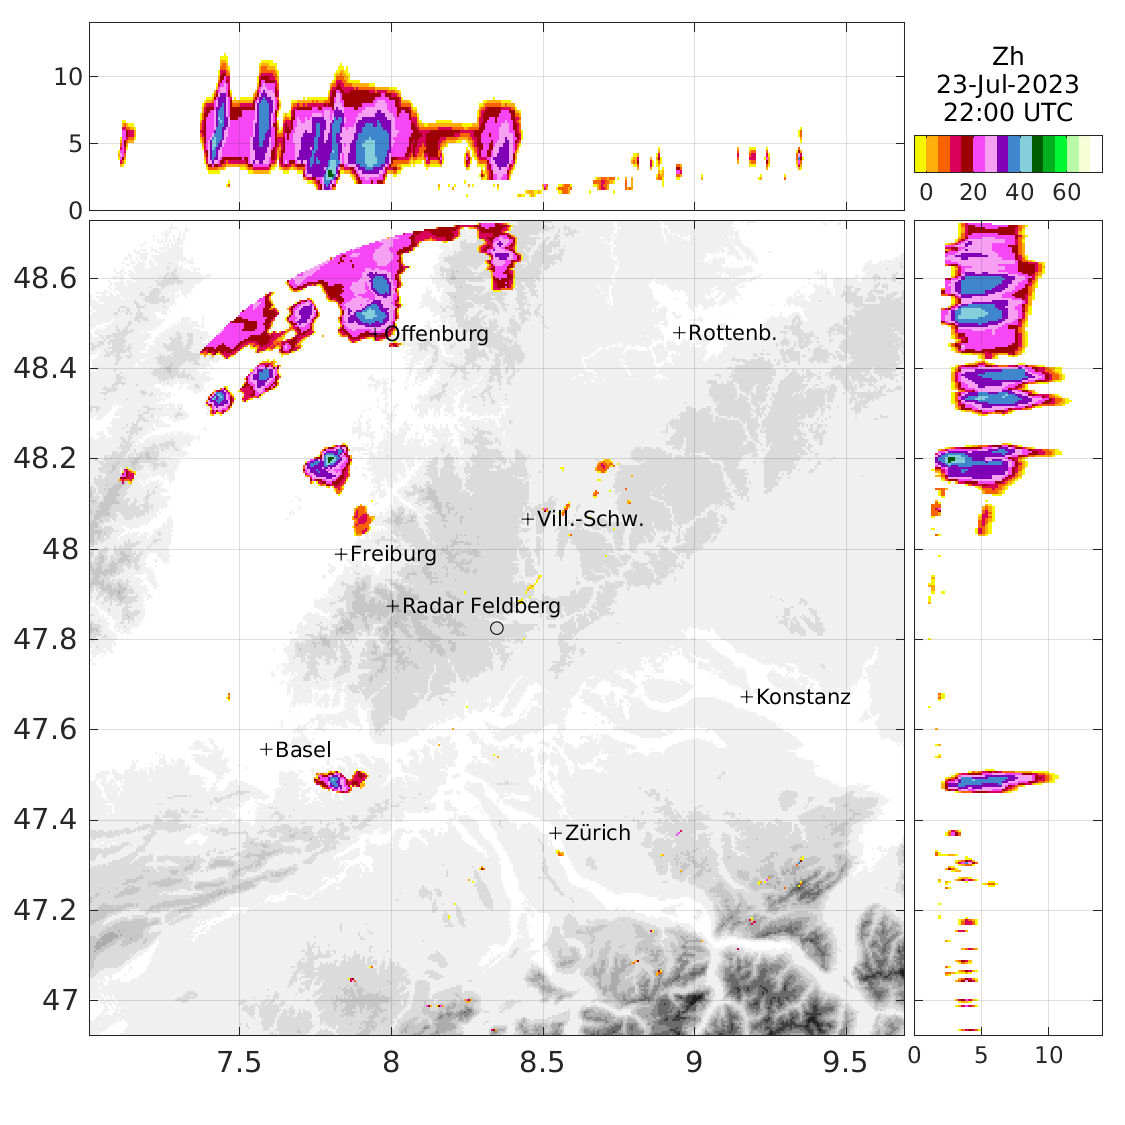 Zh
23-Jul-2023
22:00 UTC
0 20 40 60
10
5
0
48.6
48.4
48.2
48
47.8
47.6
47.4
47.2
47
Offenburg
Rottenb.
Vill.-Schw.
Freiburg
Radar Feldberg
Konstanz
Basel
Zürich
7.5 8 8.5 9 9.5
0 5 10